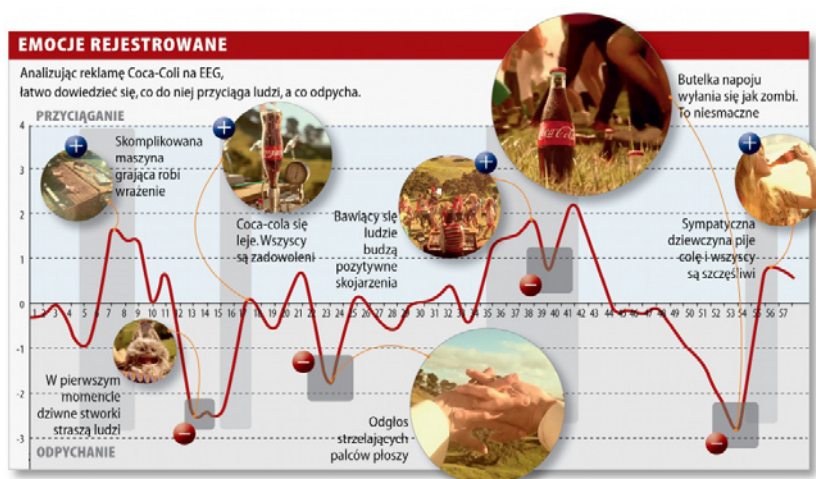 EMOCJE REJESTROWANE
Analizując reklamę Coca-Coli na EEG,
łatwo dowiedzieć się, co do niej przyciąga ludzi, a co odpycha.
PRZYCIĄGANIE
Skomplikowana
maszyna
grająca robi
wrażenie
Coca-Cola
Coca-cola się
leje. Wszyscy
są zadowoleni
Bawiący się
ludzie
budzą
pozytywne
skojarzenia
Coca-Cola
Butelka napoju
wyłania się jak zombi.
To niesmaczne
Sympatyczna
dziewczyna pije
colę i wszyscy
są szczęśliwi
4
3
2
1
0
-1
-2
-3
1 2 3 4 5 6 7 8 9 10 11 12 13 14 15 16 17 18 19 20 21 22 23 24 25 26 27 28 29 30 31 32 33 34 35 36 37 38 39 40 41 42 43 44 45 46 47 48 49 50 51 52 53 54 55 56 57
W pierwszym
momencie
dziwne stworki
straszą ludzi
Odgłos
strzelających
palców płoszy
ODPYCHANIE